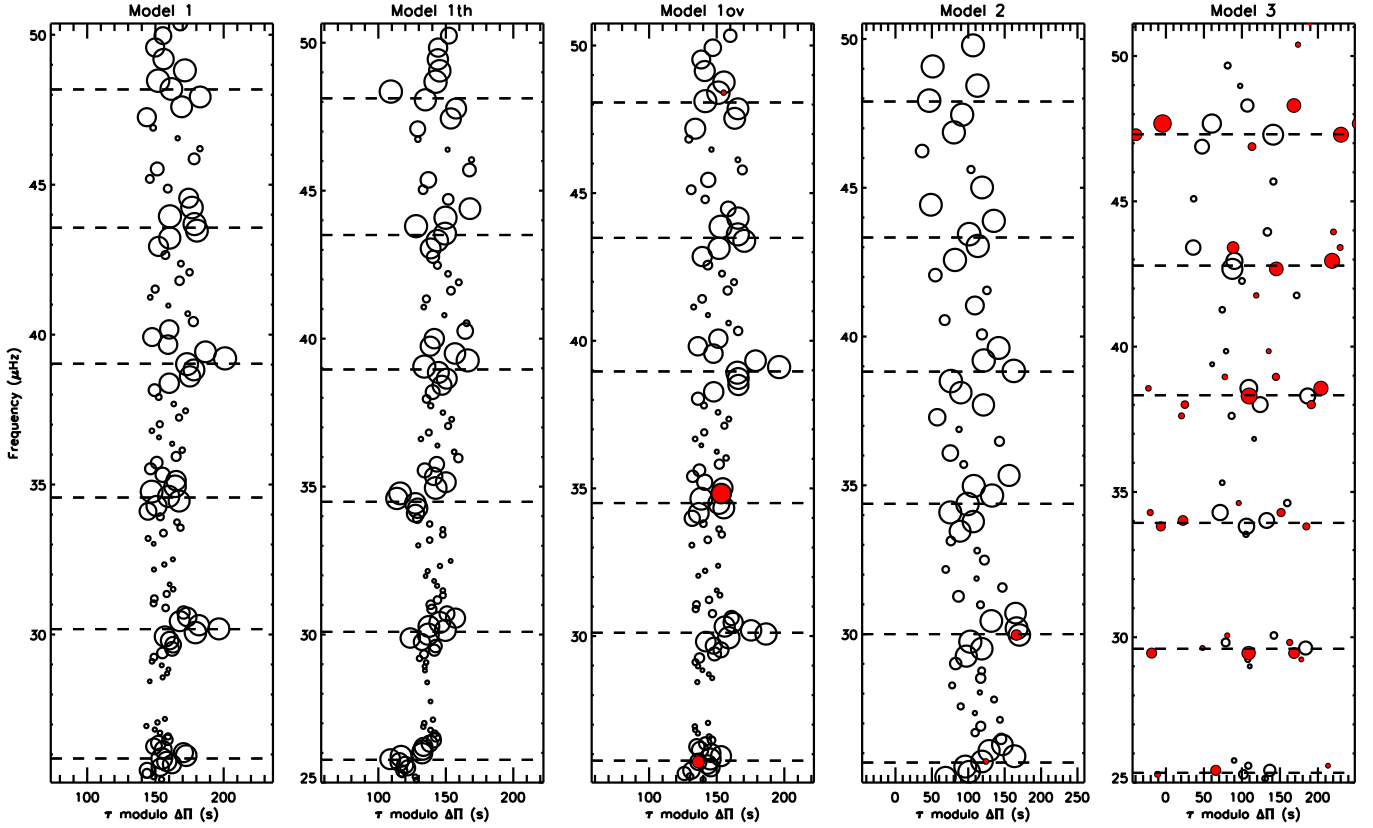 Model 1 Model 1th Model 1ov Model 2 Model 3
50 50 50 50 50
45 45 45 45 45
40 40 40 40 40
Frequency (μHz)
35 35 35 35 35
30 30 30 30 30
25 25 25 25
100 150 200 100 150 200 100 150 200 0 50 100 150 200 250 0 50 100 150 200
τ modulo ΔΠ (s) τ modulo ΔΠ (s) τ modulo ΔΠ (s) τ modulo ΔΠ (s) τ modulo ΔΠ (s)